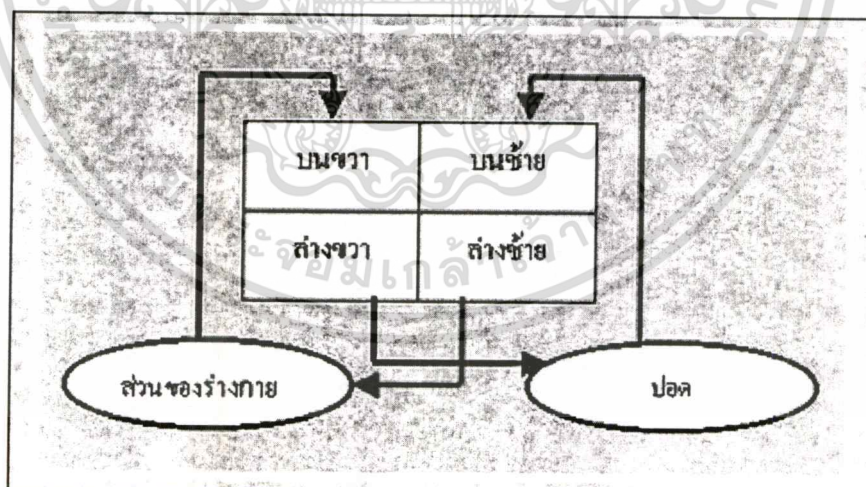 บนขวา บนซ้าย
ล่างขวา ล่างซ้าย
ส่วนของร่างกาย ปอด